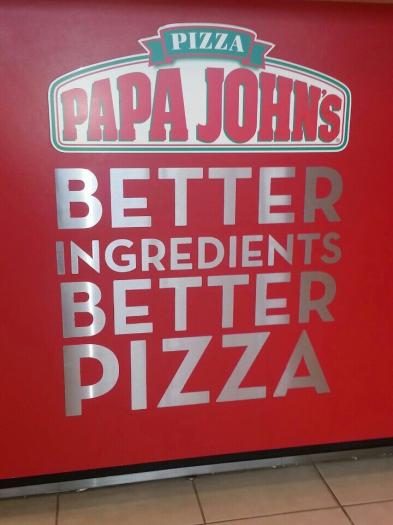 PIZZA
PAPA JOHN'S
BETTER
INGREDIENTS
BETTER
PIZZA